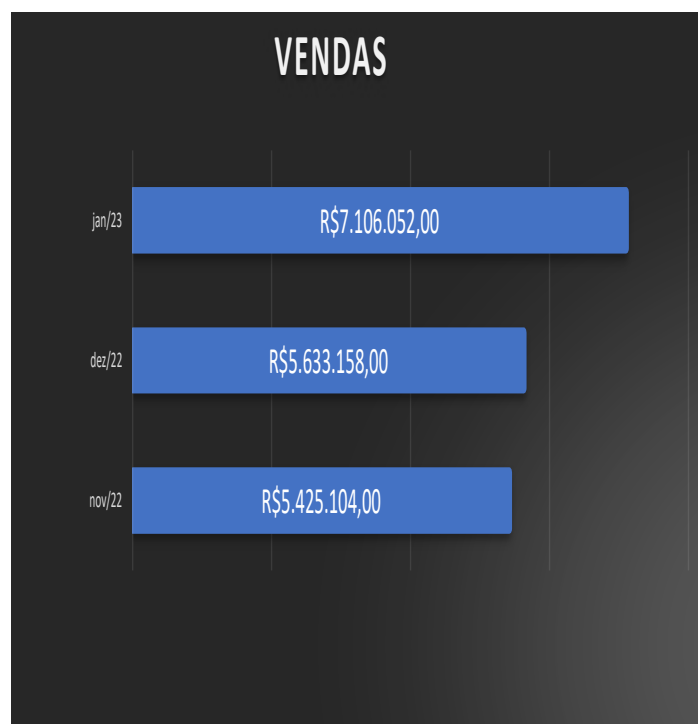 VENDAS
jan/23
R$7.106.052,00
dez/22
R$5.633.158,00
nov/22
R$5.425.104,00